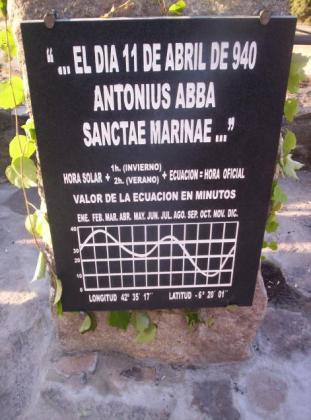 "... EL DIA 11 DE ABRIL DE 940
ANTONIUS ABBA
SANCTAE MARINAE ..."
HORA SOLAR + 1h. (INVIERNO) 2h. (VERANO) + ECUACION = HORA OFICIAL
VALOR DE LA ECUACION EN MINUTOS
ENE. FEB. MAR. ABR. MAY. JUN. JUL. AGO. SEP. OCT. NOV. DIC.
40
30
20
10
0
LONGITUD 42° 35´ 17´´ LATITUD - 6° 20´ 01´´